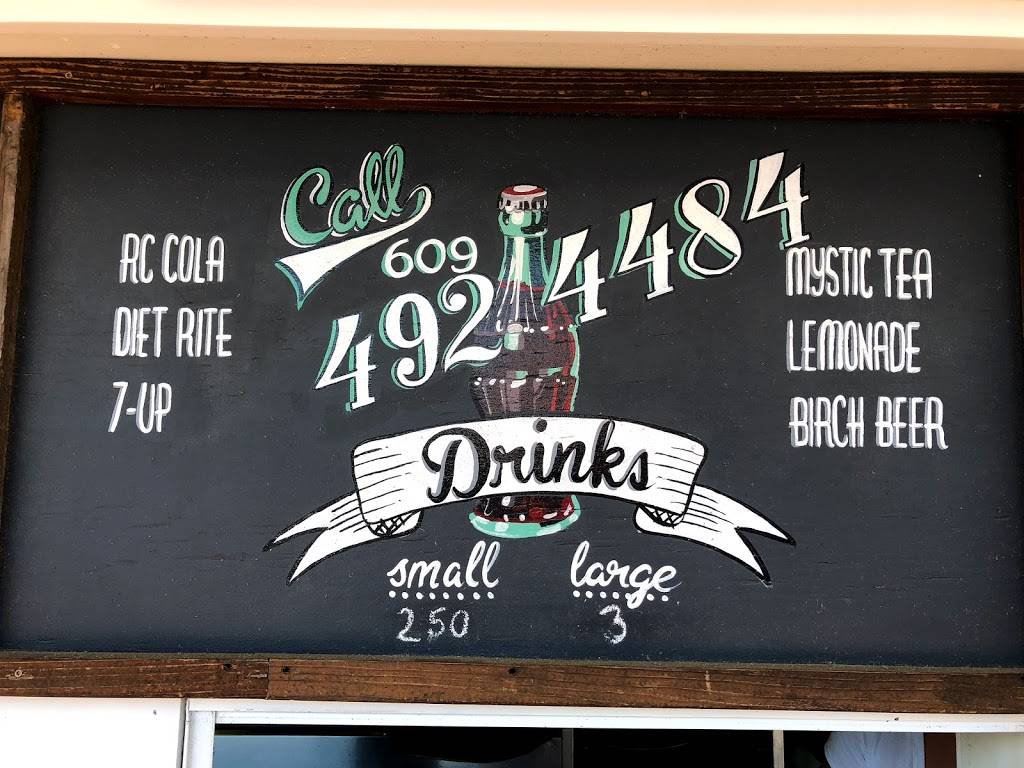 Call
609
492 4484
RC COLA
DIET RITE
7-UP
MYSTIC TEA
LEMONADE
BIRCH BEER
Drinks
small large
250 3